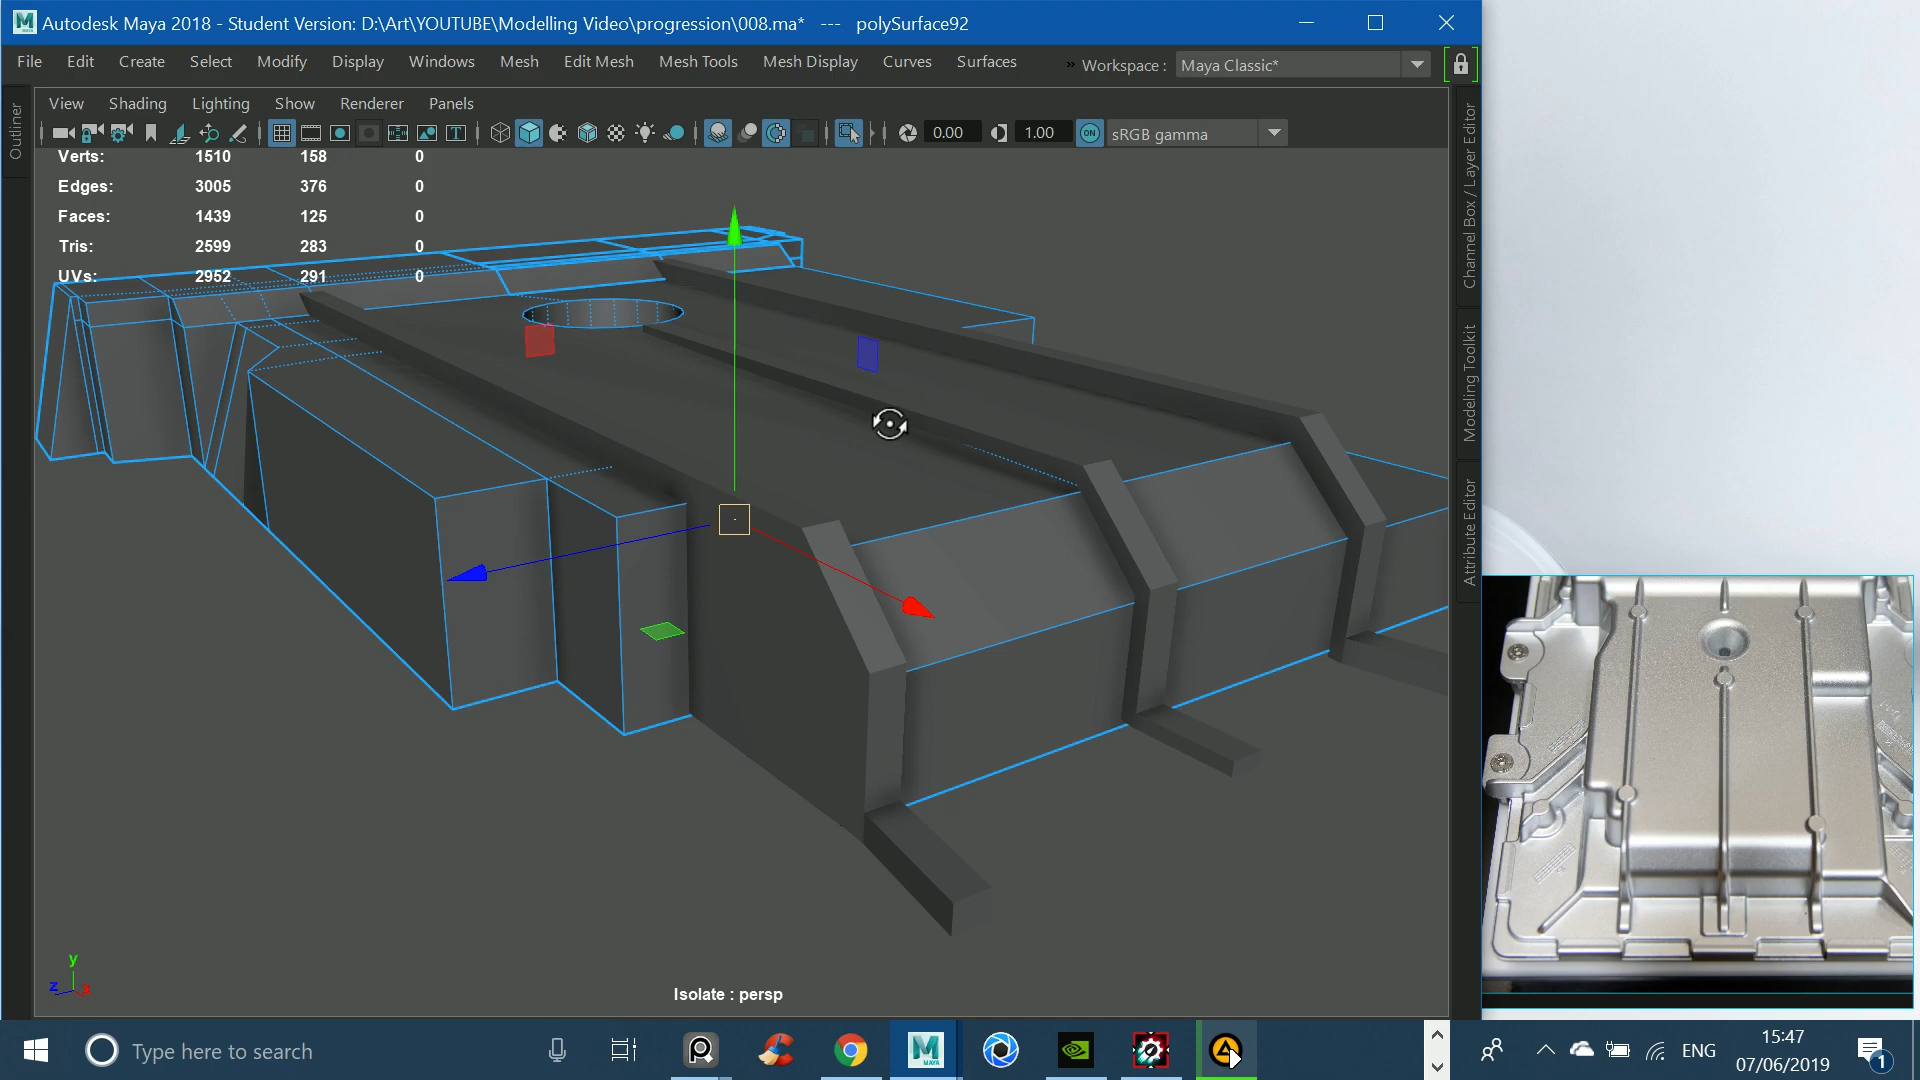 Autodesk Maya 2018 - Student Version: D:\Art\YOUTUBE\Modelling Video\progression\008.ma* --- polySurface92
File Edit Create Select Modify Display Windows Mesh Edit Mesh Mesh Tools Mesh Display Curves Surfaces » Workspace : Maya Classic*
View Shading Lighting Show Renderer Panels
0.00 1.00 ON sRGB gamma
Outliner
Verts: 1510 158 0
Edges: 3005 376 0
Faces: 1439 125 0
Tris: 2599 283 0
UVs: 2952 291 0
Channel Box / Layer Editor
Modeling Toolkit
Attribute Editor
y
z x
Isolate : persp
Type here to search
MAYA
ENG
15:47
07/06/2019
1